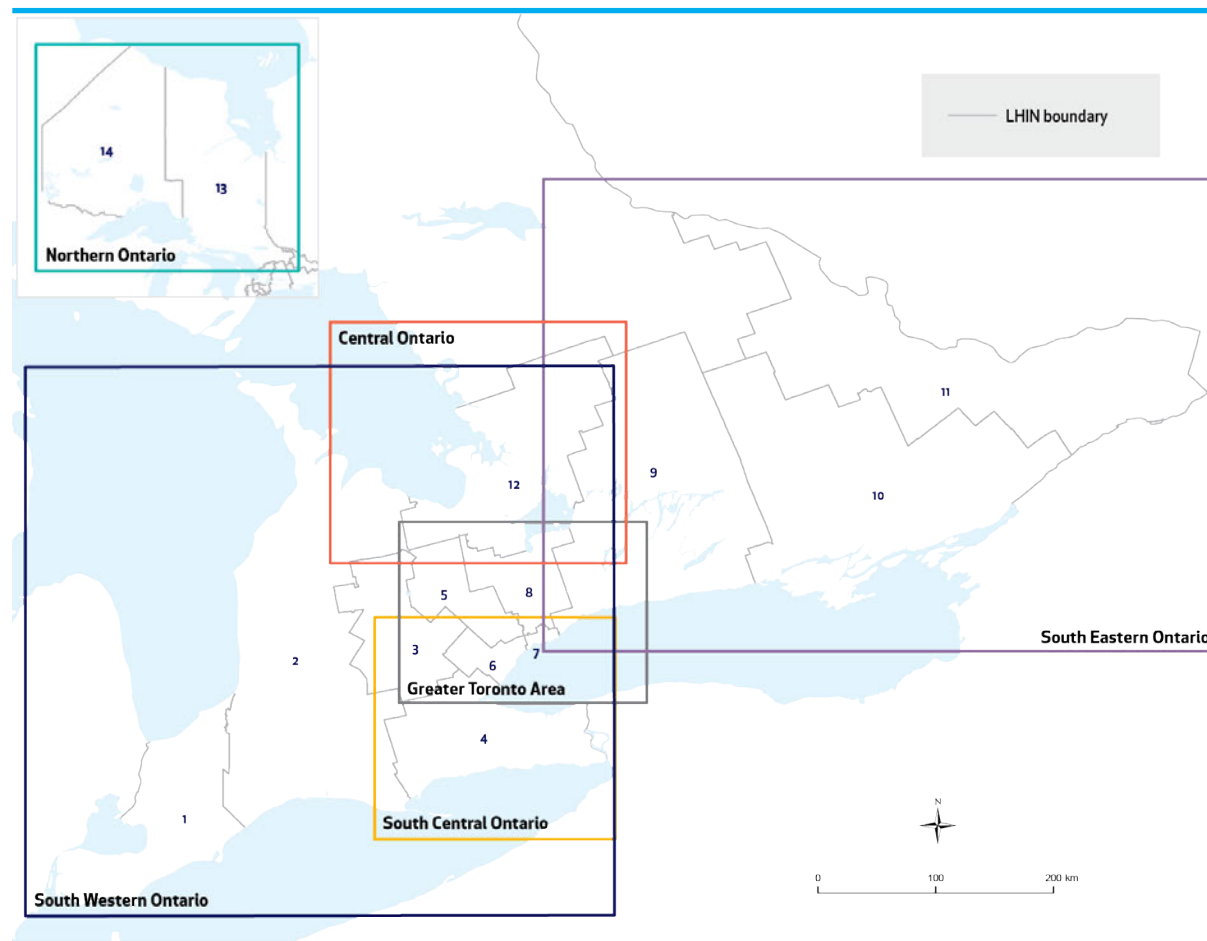 LHIN boundary
14
13
Northern Ontario
Central Ontario
11
9
12
10
5
8
3
7
2
6
South Eastern Ontario
Greater Toronto Area
4
N
1
South Central Ontario
0
100
200 km
South Western Ontario